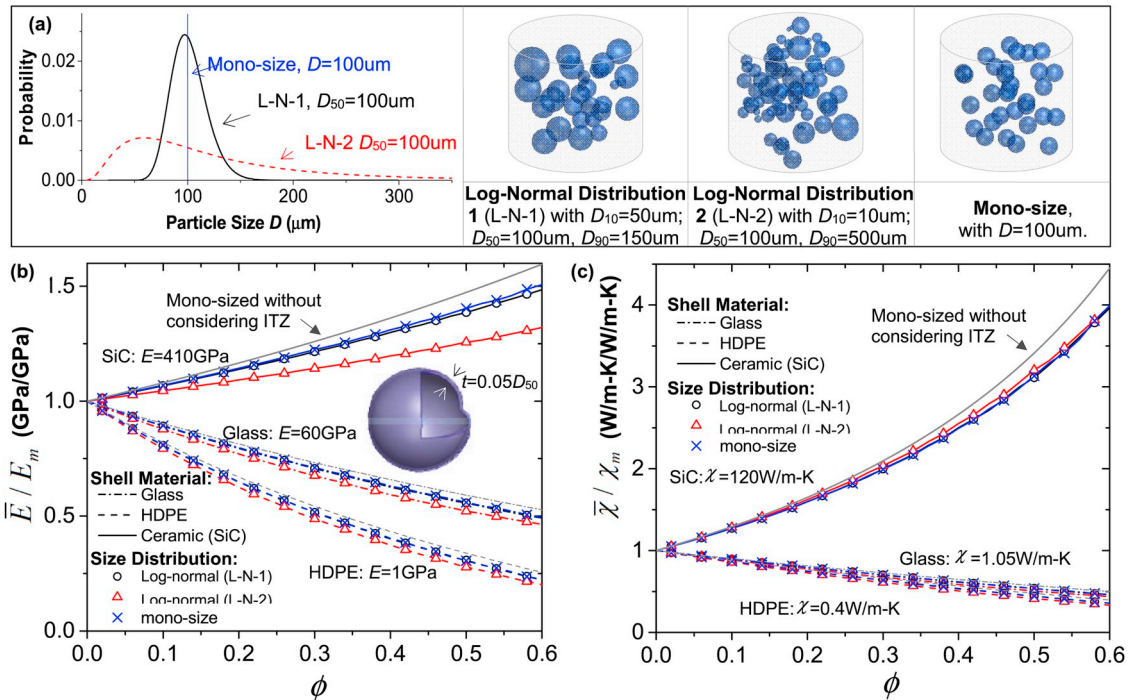 (a)
0.02
0.01
0.00
Probability
0
100
200
300
Particle Size D (μm)
Mono-size, D=100um
L-N-1, D50=100um
L-N-2 D50=100um
Log-Normal Distribution
1 (L-N-1) with D10=50um;
D50=100um, D90=150um
Log-Normal Distribution
2 (L-N-2) with D10=10um;
D50=100um, D90=500um
Mono-size,
with D=100um.
(b)
1.5
1.0
0.5
0.0
E̅ / Em (GPa/GPa)
Mono-sized without
considering ITZ
SiC: E=410GPa
t=0.05D50
Glass: E=60GPa
Shell Material:
Glass
HDPE
Ceramic (SiC)
Size Distribution:
Log-normal (L-N-1)
Log-normal (L-N-2)
mono-size
HDPE: E=1GPa
0.0
0.1
0.2
0.3
0.4
0.5
0.6
ϕ
(c)
4
3
2
1
0
χ̅ / χm (W/m-K/W/m-K)
Shell Material:
Glass
HDPE
Ceramic (SiC)
Size Distribution:
Log-normal (L-N-1)
Log-normal (L-N-2)
mono-size
Mono-sized without
considering ITZ
SiC: χ=120W/m-K
Glass: χ=1.05W/m-K
HDPE: χ=0.4W/m-K
0.0
0.1
0.2
0.3
0.4
0.5
0.6
ϕ